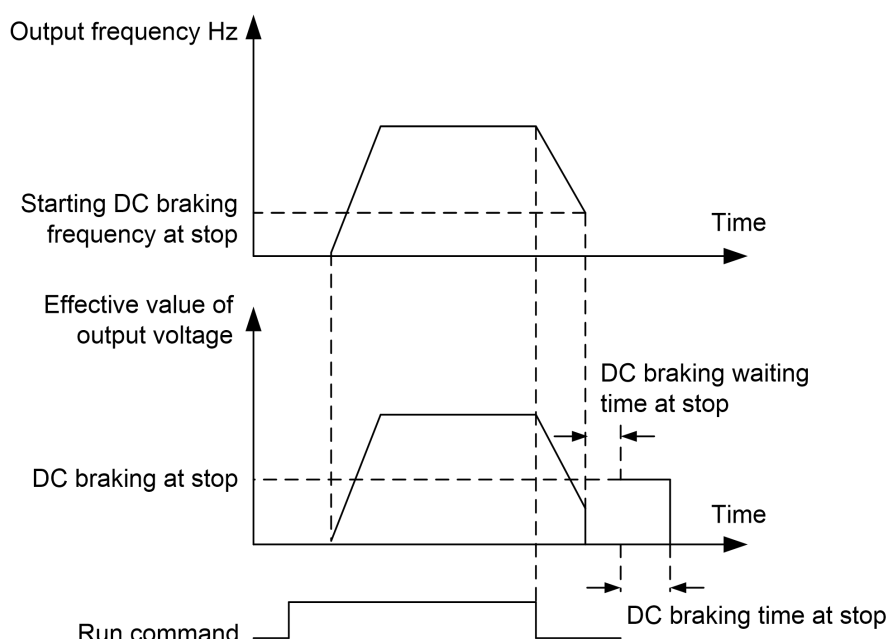 Output frequency Hz
Starting DC braking
frequency at stop
Time
Effective value of
output voltage
DC braking waiting
time at stop
DC braking at stop
Time
DC braking time at stop
Run command